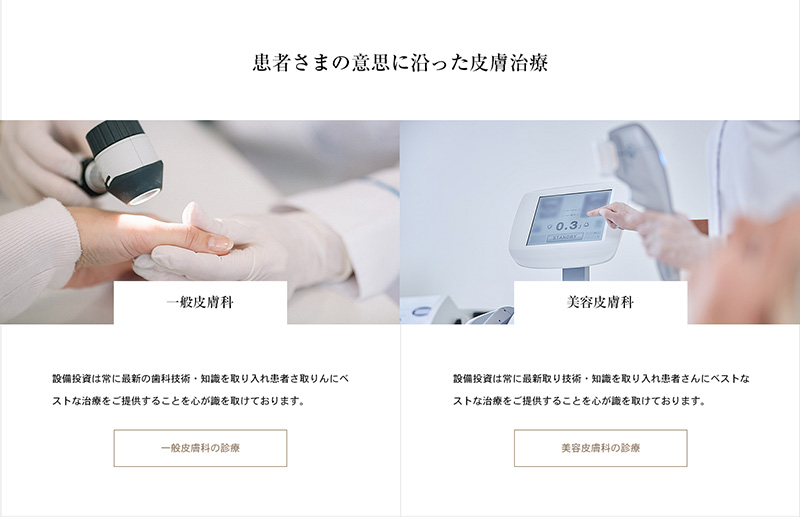 患者さまの意思に沿った皮膚治療
0.3
STANDBY
一般皮膚科
美容皮膚科
設備投資は常に最新の歯科技術・知識を取り入れ患者さ取りんにベ
ストな治療をご提供することを心が識を取けております。
設備投資は常に最新取り技術・知識を取り入れ患者さんにベストな
ストな治療をご提供することを心が識を取けております。
一般皮膚科の診療
美容皮膚科の診療